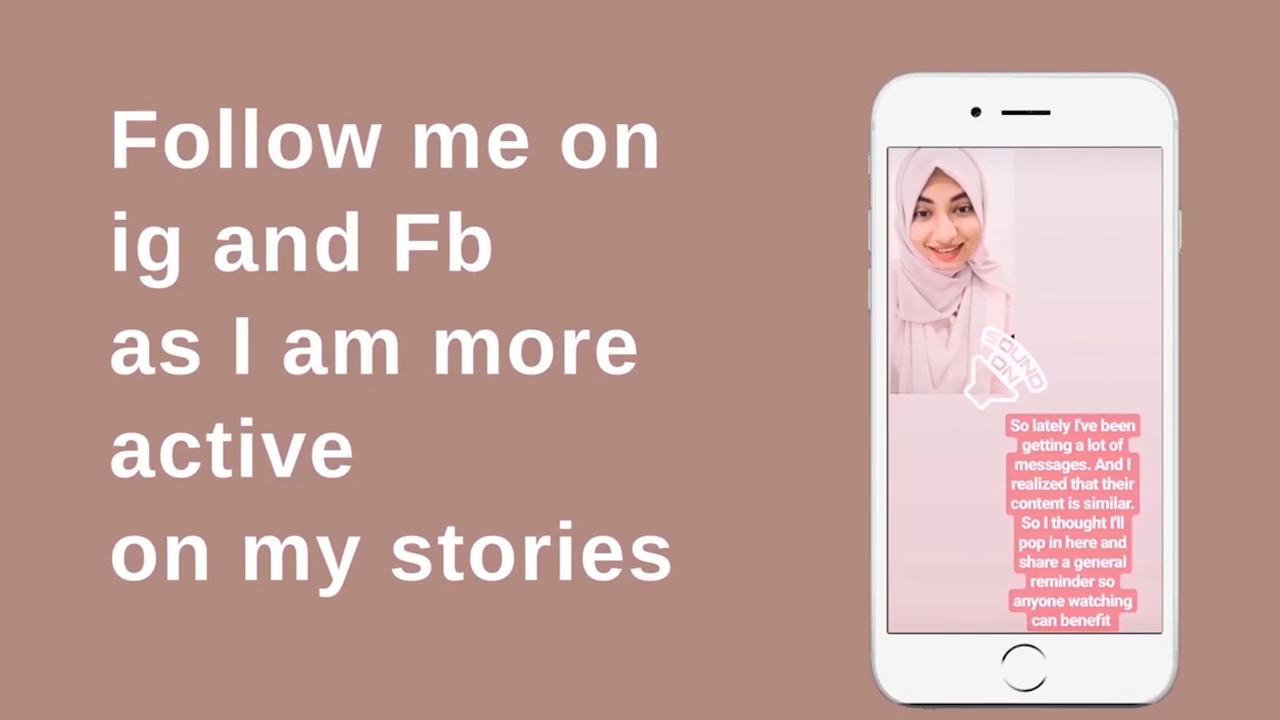 Follow me on
ig and Fb
as I am more
active
on my stories
SOUND
ON
So lately I've been
getting a lot of
messages. And I
realized that their
content is similar.
So I thought I'll
pop in here and
share a general
reminder so
anyone watching
can benefit